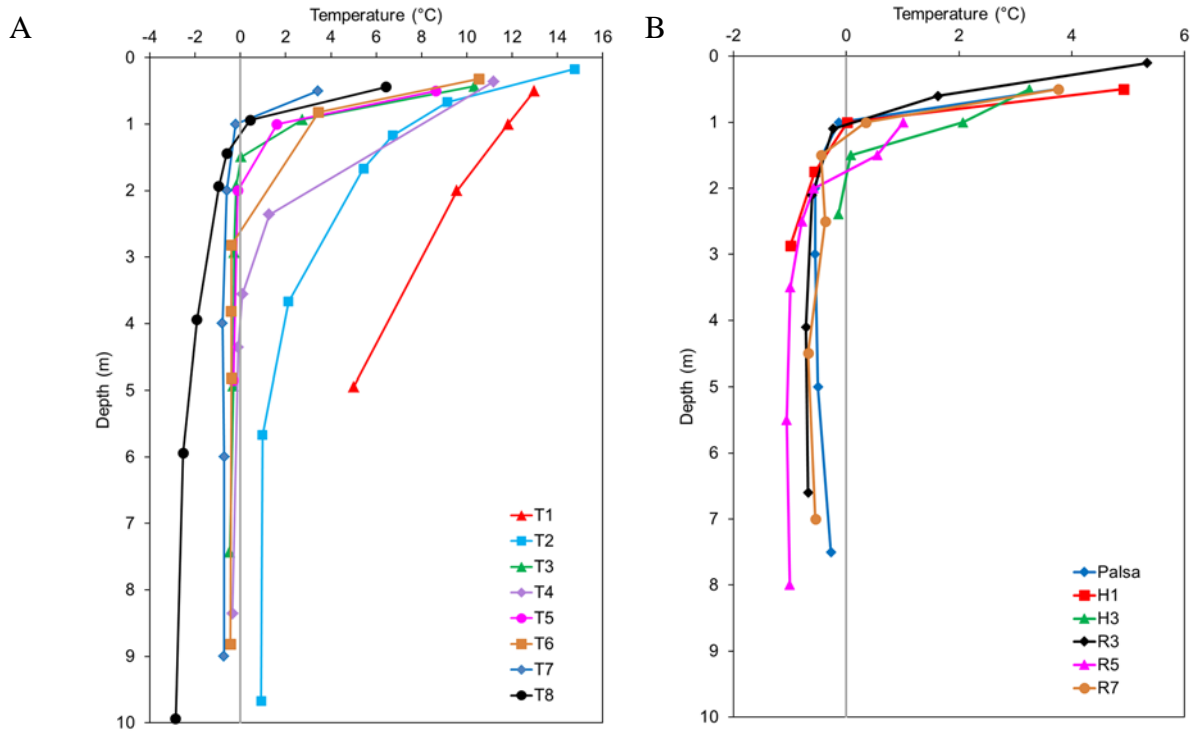 A
Temperature (°C)
-4 -2 0 2 4 6 8 10 12 14 16
0
1
2
3
4
5
6
7
8
9
10
Depth (m)
T1
T2
T3
T4
T5
T6
T7
T8
B
Temperature (°C)
-2 0 2 4 6
0
1
2
3
4
5
6
7
8
9
10
Depth (m)
Palsa
H1
H3
R3
R5
R7